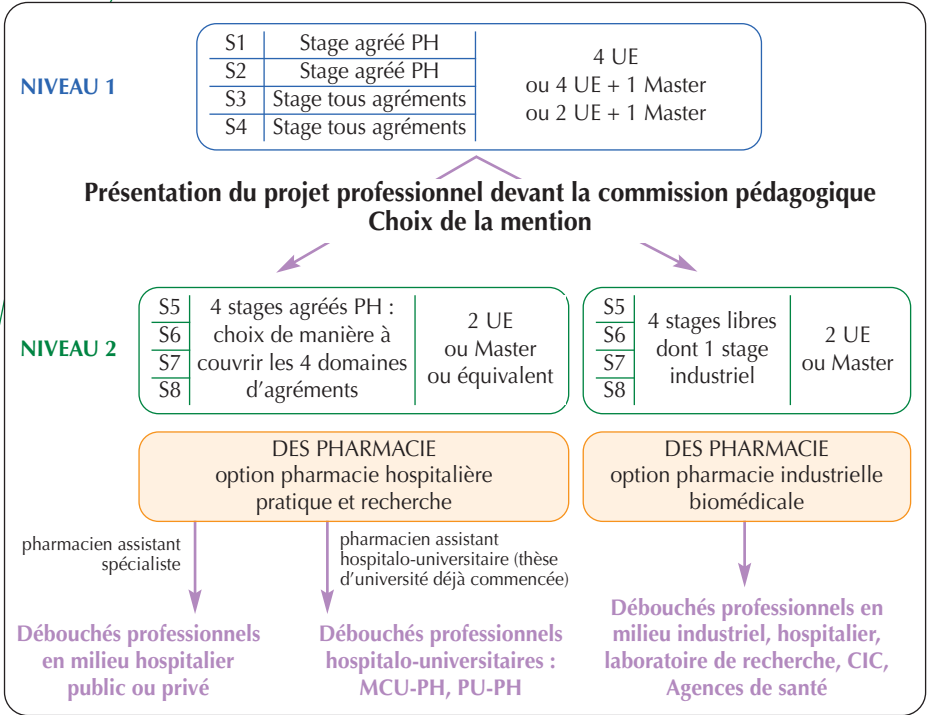 NIVEAU 1
S1 Stage agréé PH
S2 Stage agréé PH
S3 Stage tous agréments
S4 Stage tous agréments
4 UE
ou 4 UE + 1 Master
ou 2 UE + 1 Master
Présentation du projet professionnel devant la commission pédagogique
Choix de la mention
NIVEAU 2
S5
S6
S7
S8
4 stages agréés PH :
choix de manière à
couvrir les 4 domaines
d'agréments
2 UE
ou Master
ou équivalent
S5
S6
S7
S8
4 stages libres
dont 1 stage
industriel
2 UE
ou Master
DES PHARMACIE
option pharmacie hospitalière
pratique et recherche
DES PHARMACIE
option pharmacie industrielle
biomédicale
pharmacien assistant
spécialiste
pharmacien assistant
hospitalo-universitaire (thèse
d'université déjà commencée)
Débouchés professionnels
en milieu hospitalier
public ou privé
Débouchés professionnels
hospitalo-universitaires :
MCU-PH, PU-PH
Débouchés professionnels en
milieu industriel, hospitalier,
laboratoire de recherche, CIC,
Agences de santé